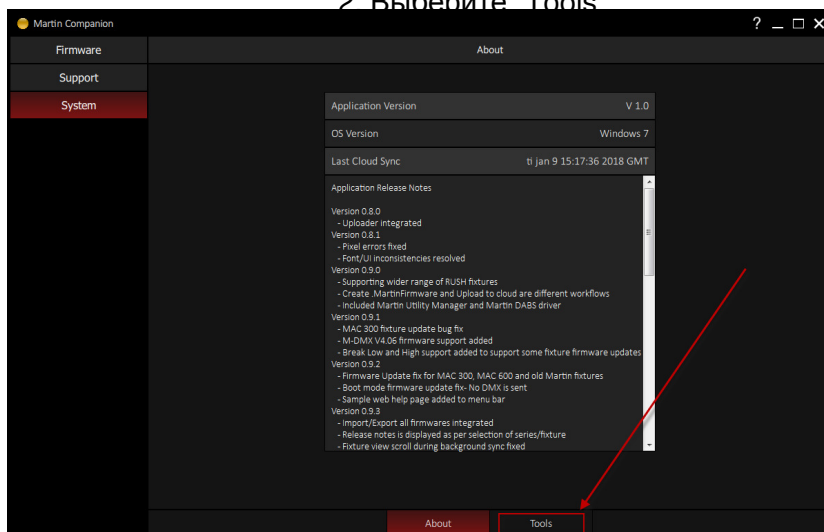 2 Выберите Tools
Martin Companion
Firmware
About
Support
System
Application Version V 1.0
OS Version Windows 7
Last Cloud Sync ti jan 9 15:17:36 2018 GMT
Application Release Notes
Version 0.8.0
- Uploader integrated
Version 0.8.1
- Pixel errors fixed
- Font/UI inconsistencies resolved
Version 0.9.0
- Supporting wider range of RUSH fixtures
- Create .MartinFirmware and Upload to cloud are different workflows
- Included Martin Utility Manager and Martin DABS driver
Version 0.9.1
- MAC 300 fixture update bug fix
- M-DMX V4.06 firmware support added
- Break Low and High support added to support some fixture firmware updates
Version 0.9.2
- Firmware Update fix for MAC 300, MAC 600 and old Martin fixtures
- Boot mode firmware update fix- No DMX is sent
- Sample web help page added to menu bar
Version 0.9.3
- Import/Export all firmwares integrated
- Release notes is displayed as per selection of series/fixture
- Fixture view scroll during background sync fixed
About Tools